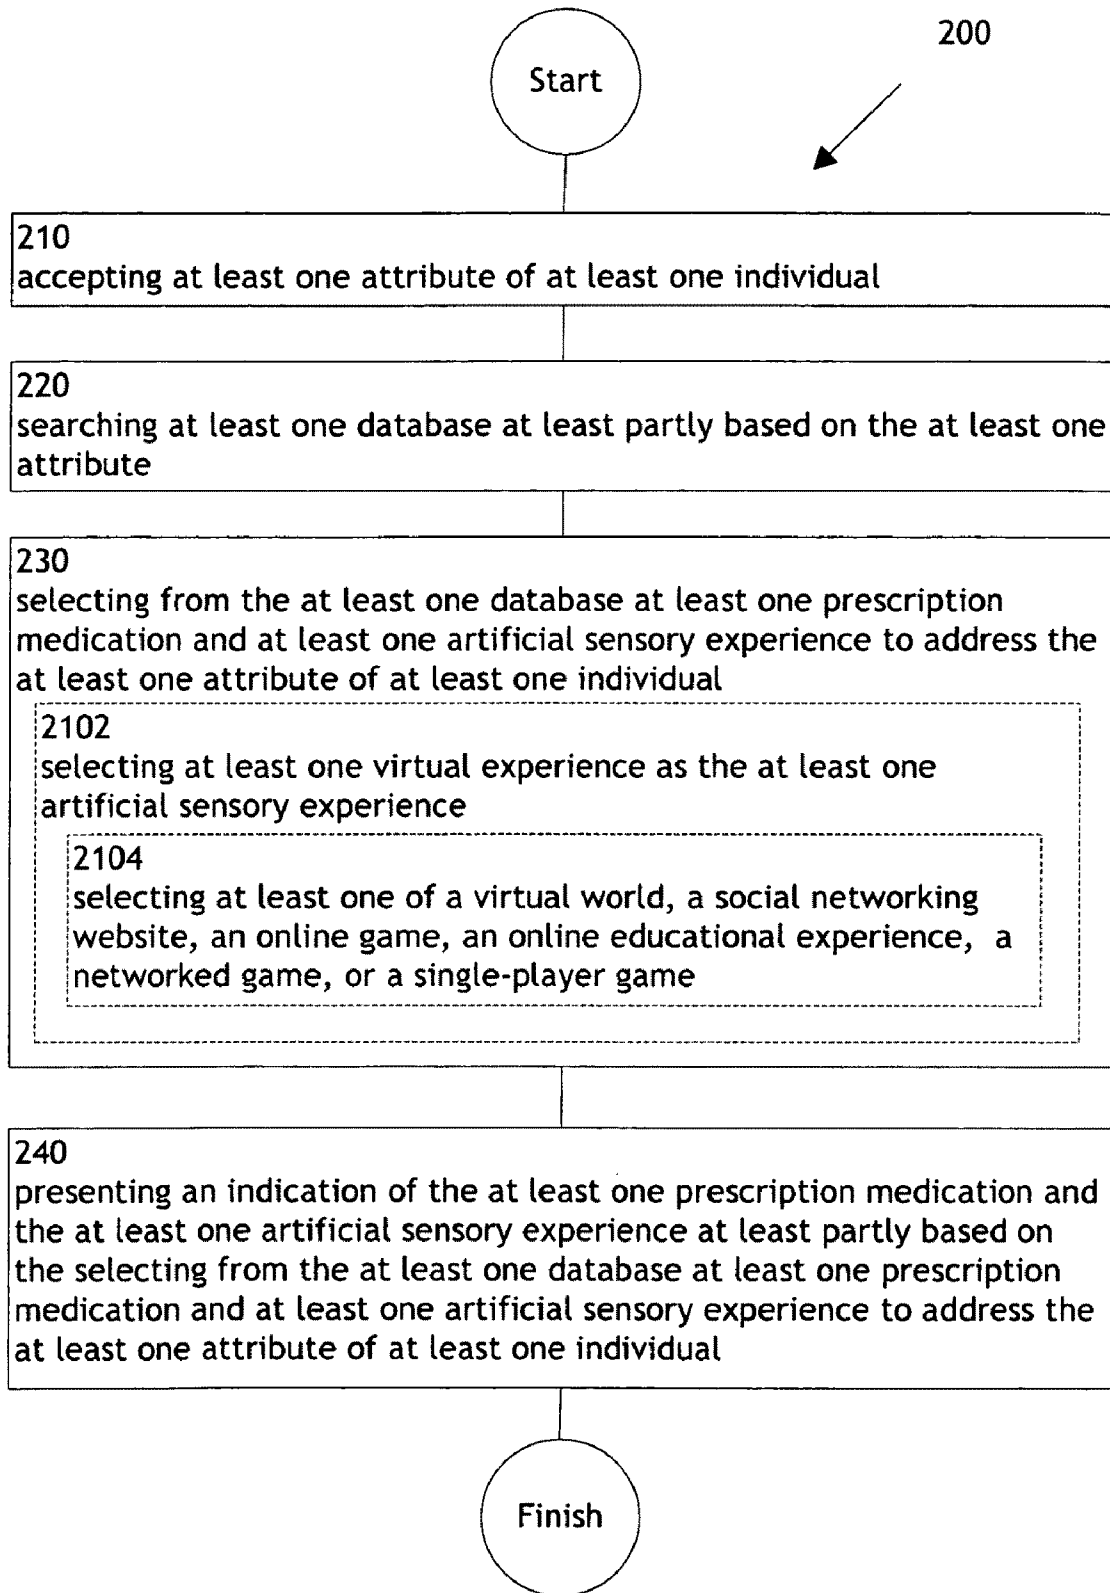 200
Start
210
accepting at least one attribute of at least one individual
220
searching at least one database at least partly based on the at least one
attribute
230
selecting from the at least one database at least one prescription
medication and at least one artificial sensory experience to address the
at least one attribute of at least one individual
2102
selecting at least one virtual experience as the at least one
artificial sensory experience
2104
selecting at least one of a virtual world, a social networking
website, an online game, an online educational experience, a
networked game, or a single-player game
240
presenting an indication of the at least one prescription medication and
the at least one artificial sensory experience at least partly based on
the selecting from the at least one database at least one prescription
medication and at least one artificial sensory experience to address the
at least one attribute of at least one individual
Finish